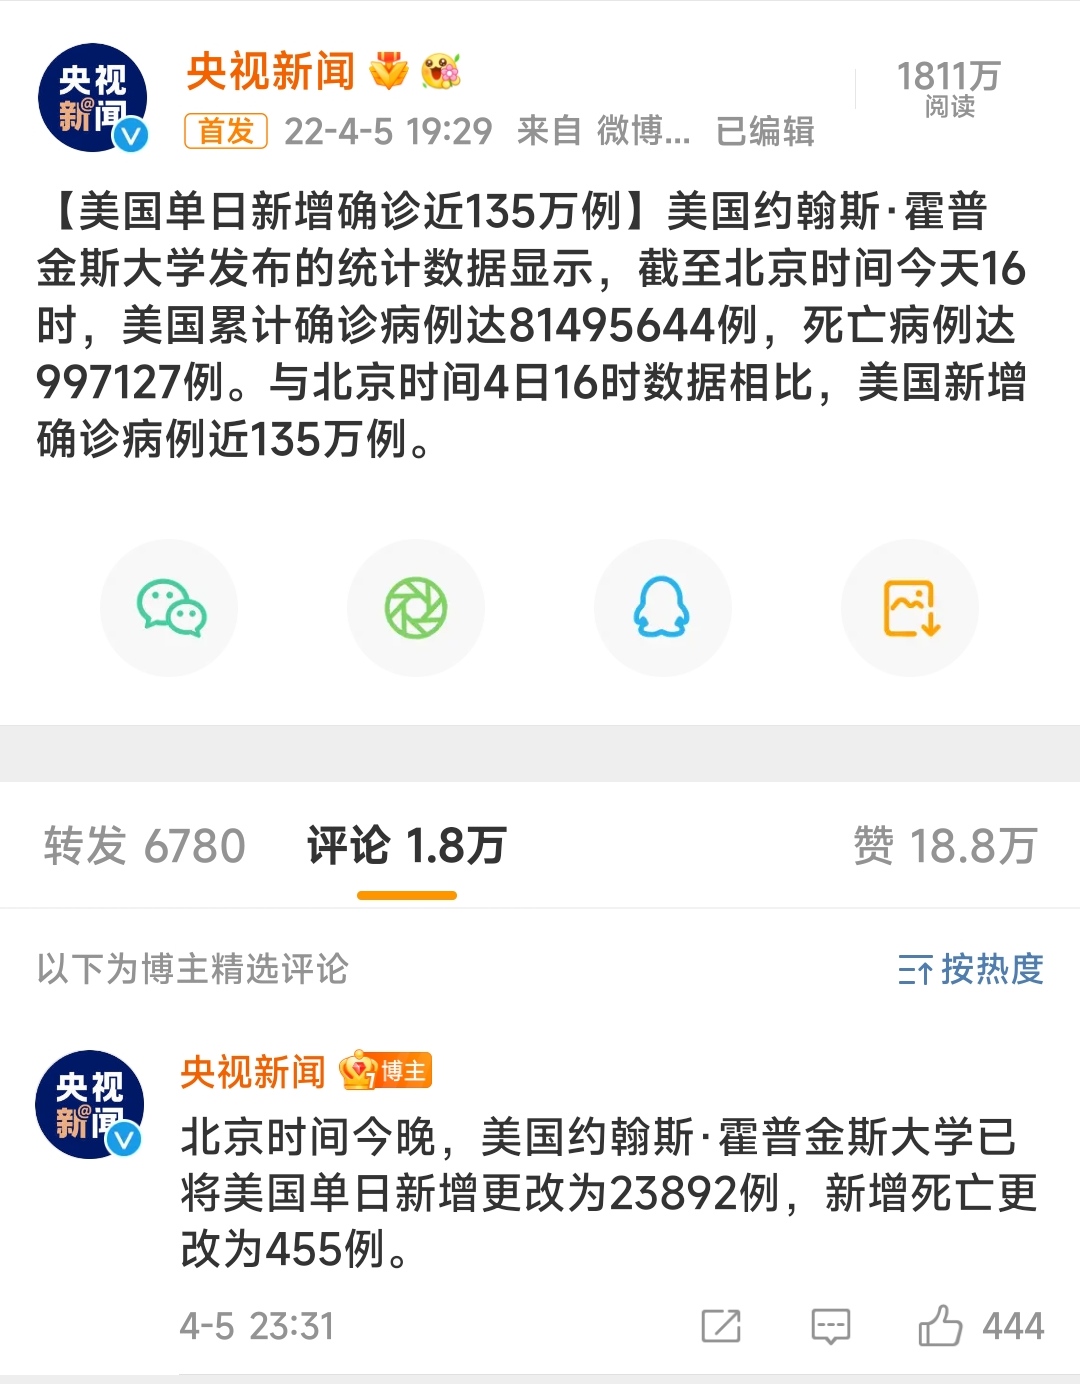 央视
新@闻
央视新闻
1811万
阅读
首发 22-4-5 19:29 来自 微博... 已编辑
【美国单日新增确诊近135万例】美国约翰斯·霍普
金斯大学发布的统计数据显示，截至北京时间今天16
时，美国累计确诊病例达81495644例，死亡病例达
997127例。与北京时间4日16时数据相比，美国新增
确诊病例近135万例。
转发 6780 评论 1.8万 赞 18.8万
以下为博主精选评论 按热度
央视
新@闻
央视新闻 7 博主
北京时间今晚，美国约翰斯·霍普金斯大学已
将美国单日新增更改为23892例，新增死亡更
改为455例。
4-5 23:31 444